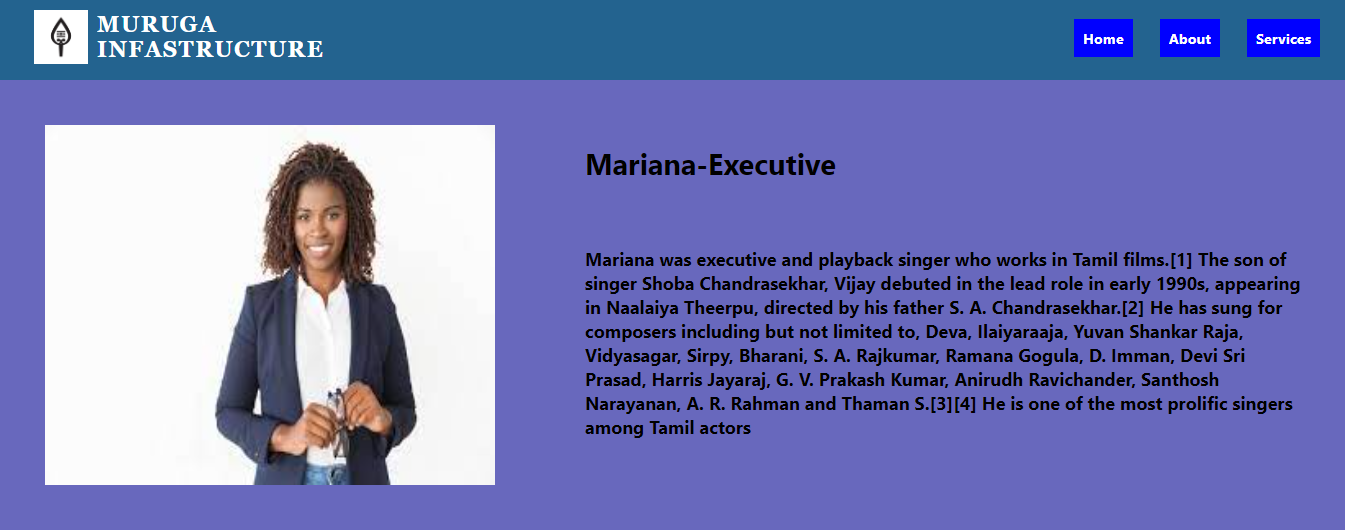 MURUGA
INFASTRUCTURE
Home
About
Services
Mariana-Executive
Mariana was executive and playback singer who works in Tamil films.[1] The son of
singer Shoba Chandrasekhar, Vijay debuted in the lead role in early 1990s, appearing
in Naalaiya Theerpu, directed by his father S. A. Chandrasekhar.[2] He has sung for
composers including but not limited to, Deva, Ilaiyaraaja, Yuvan Shankar Raja,
Vidyasagar, Sirpy, Bharani, S. A. Rajkumar, Ramana Gogula, D. Imman, Devi Sri
Prasad, Harris Jayaraj, G. V. Prakash Kumar, Anirudh Ravichander, Santhosh
Narayanan, A. R. Rahman and Thaman S.[3][4] He is one of the most prolific singers
among Tamil actors